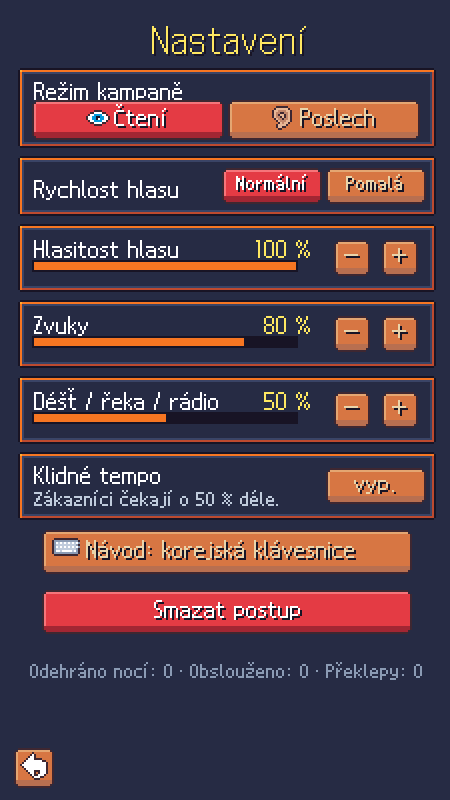 Nastavení
Režim kampaně
Čtení
Poslech
Rychlost hlasu
Normální
Pomalá
Hlasitost hlasu 100 %
− +
Zvuky 80 %
− +
Déšť / řeka / rádio 50 %
− +
Klidné tempo
Zákazníci čekají o 50 % déle.
vyp.
Návod: korejská klávesnice
Smazat postup
Odehráno nocí: 0 · Obslouženo: 0 · Překlepy: 0